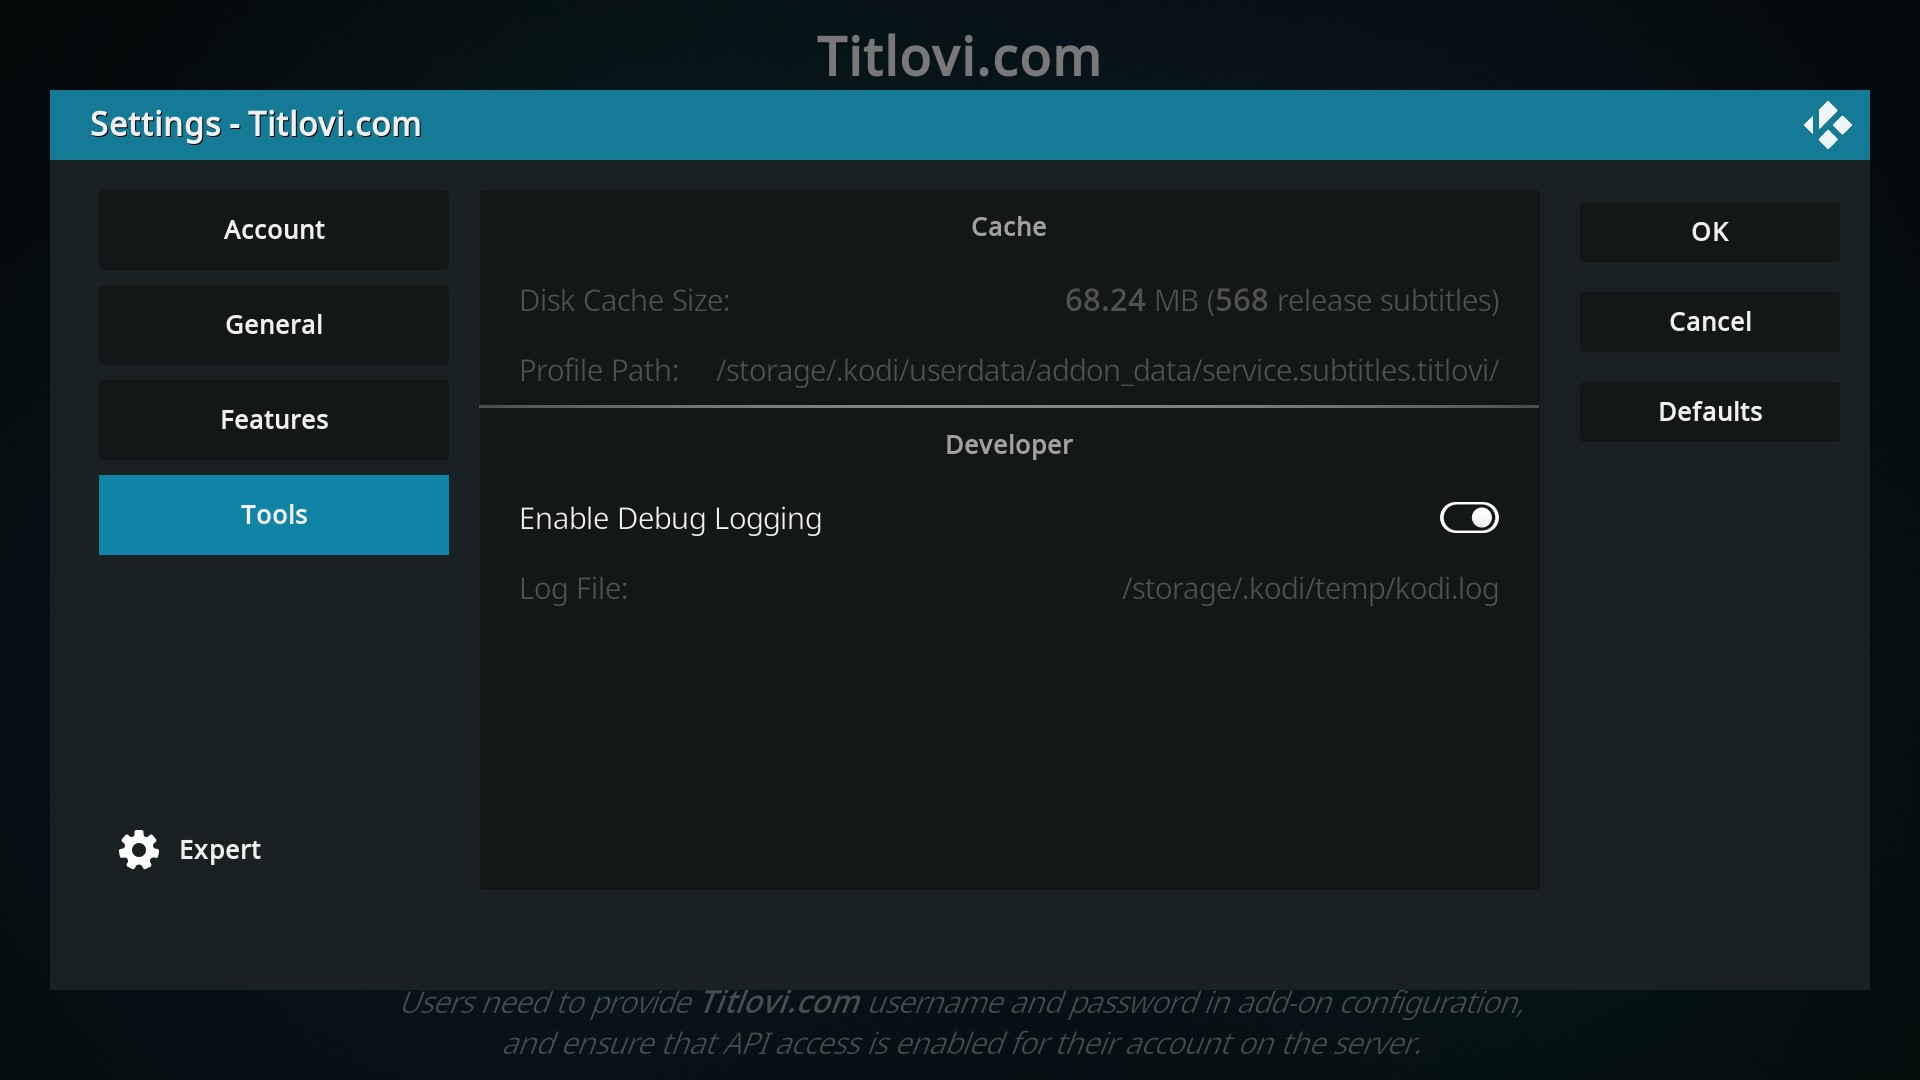 Titlovi.com
Settings - Titlovi.com
Account
General
Features
Tools
Expert
Cache
Disk Cache Size: 68.24 MB (568 release subtitles)
Profile Path: /storage/.kodi/userdata/addon_data/service.subtitles.titlovi/
Developer
Enable Debug Logging
Log File: /storage/.kodi/temp/kodi.log
OK
Cancel
Defaults
Users need to provide Titlovi.com username and password in add-on configuration,
and ensure that API access is enabled for their account on the server.